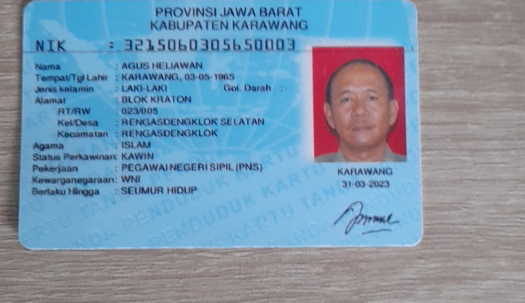 PROVINSI JAWA BARAT
KABUPATEN KARAWANG
NIK : 3215060305650003
Nama : AGUS HELIAWAN
Tempat/Tgl Lahir : KARAWANG, 03-05-1965
Jenis kelamin : LAKI-LAKI Gol. Darah : -
Alamat : BLOK KRATON
RT/RW : 023/005
Kel/Desa : RENGASDENGKLOK SELATAN
Kecamatan : RENGASDENGKLOK
Agama : ISLAM
Status Perkawinan: KAWIN
Pekerjaan : PEGAWAI NEGERI SIPIL (PNS)
Kewarganegaraan: WNI
Berlaku Hingga : SEUMUR HIDUP
KARAWANG
31-03-2023